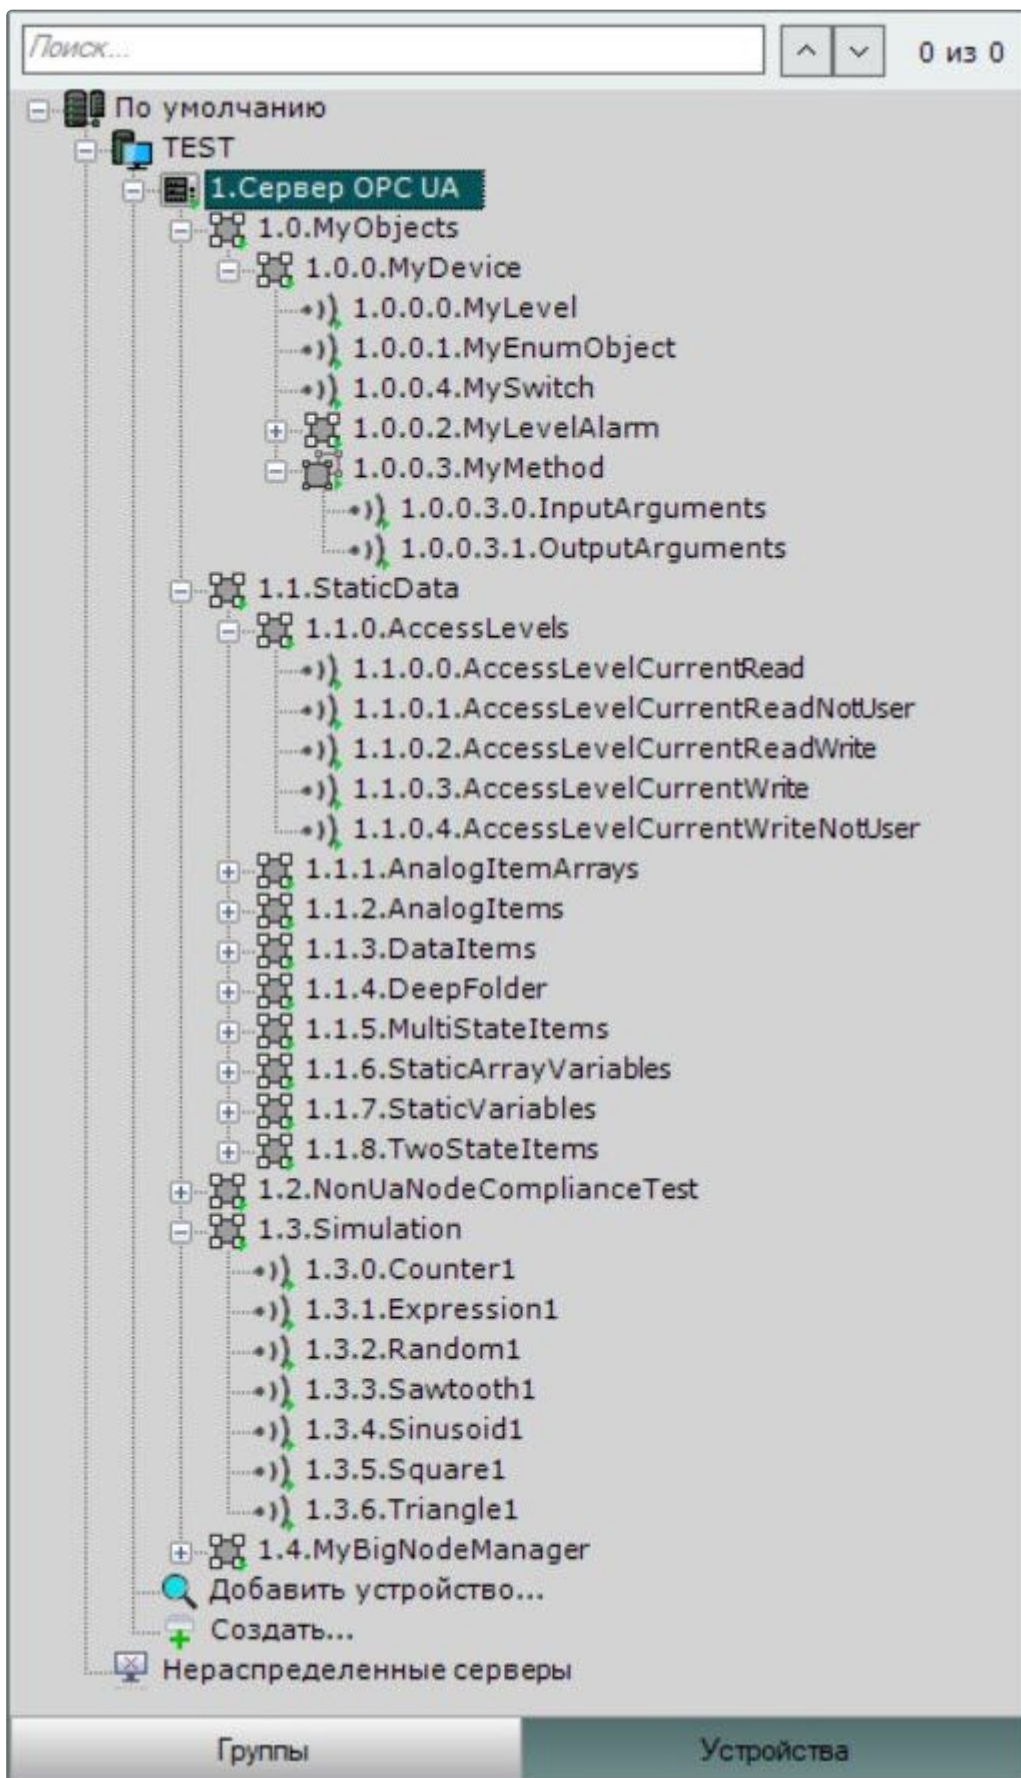 Поиск...
0 из 0
По умолчанию
TEST
1.Сервер OPC UA
1.0.MyObjects
1.0.0.MyDevice
1.0.0.0.MyLevel
1.0.0.1.MyEnumObject
1.0.0.4.MySwitch
1.0.0.2.MyLevelAlarm
1.0.0.3.MyMethod
1.0.0.3.0.InputArguments
1.0.0.3.1.OutputArguments
1.1.StaticData
1.1.0.AccessLevels
1.1.0.0.AccessLevelCurrentRead
1.1.0.1.AccessLevelCurrentReadNotUser
1.1.0.2.AccessLevelCurrentReadWrite
1.1.0.3.AccessLevelCurrentWrite
1.1.0.4.AccessLevelCurrentWriteNotUser
1.1.1.AnalogItemArrays
1.1.2.AnalogItems
1.1.3.DataItems
1.1.4.DeepFolder
1.1.5.MultiStateItems
1.1.6.StaticArrayVariables
1.1.7.StaticVariables
1.1.8.TwoStateItems
1.2.NonUaNodeComplianceTest
1.3.Simulation
1.3.0.Counter1
1.3.1.Expression1
1.3.2.Random1
1.3.3.Sawtooth1
1.3.4.Sinusoid1
1.3.5.Square1
1.3.6.Triangle1
1.4.MyBigNodeManager
Добавить устройство...
Создать...
Нераспределенные серверы
Группы
Устройства